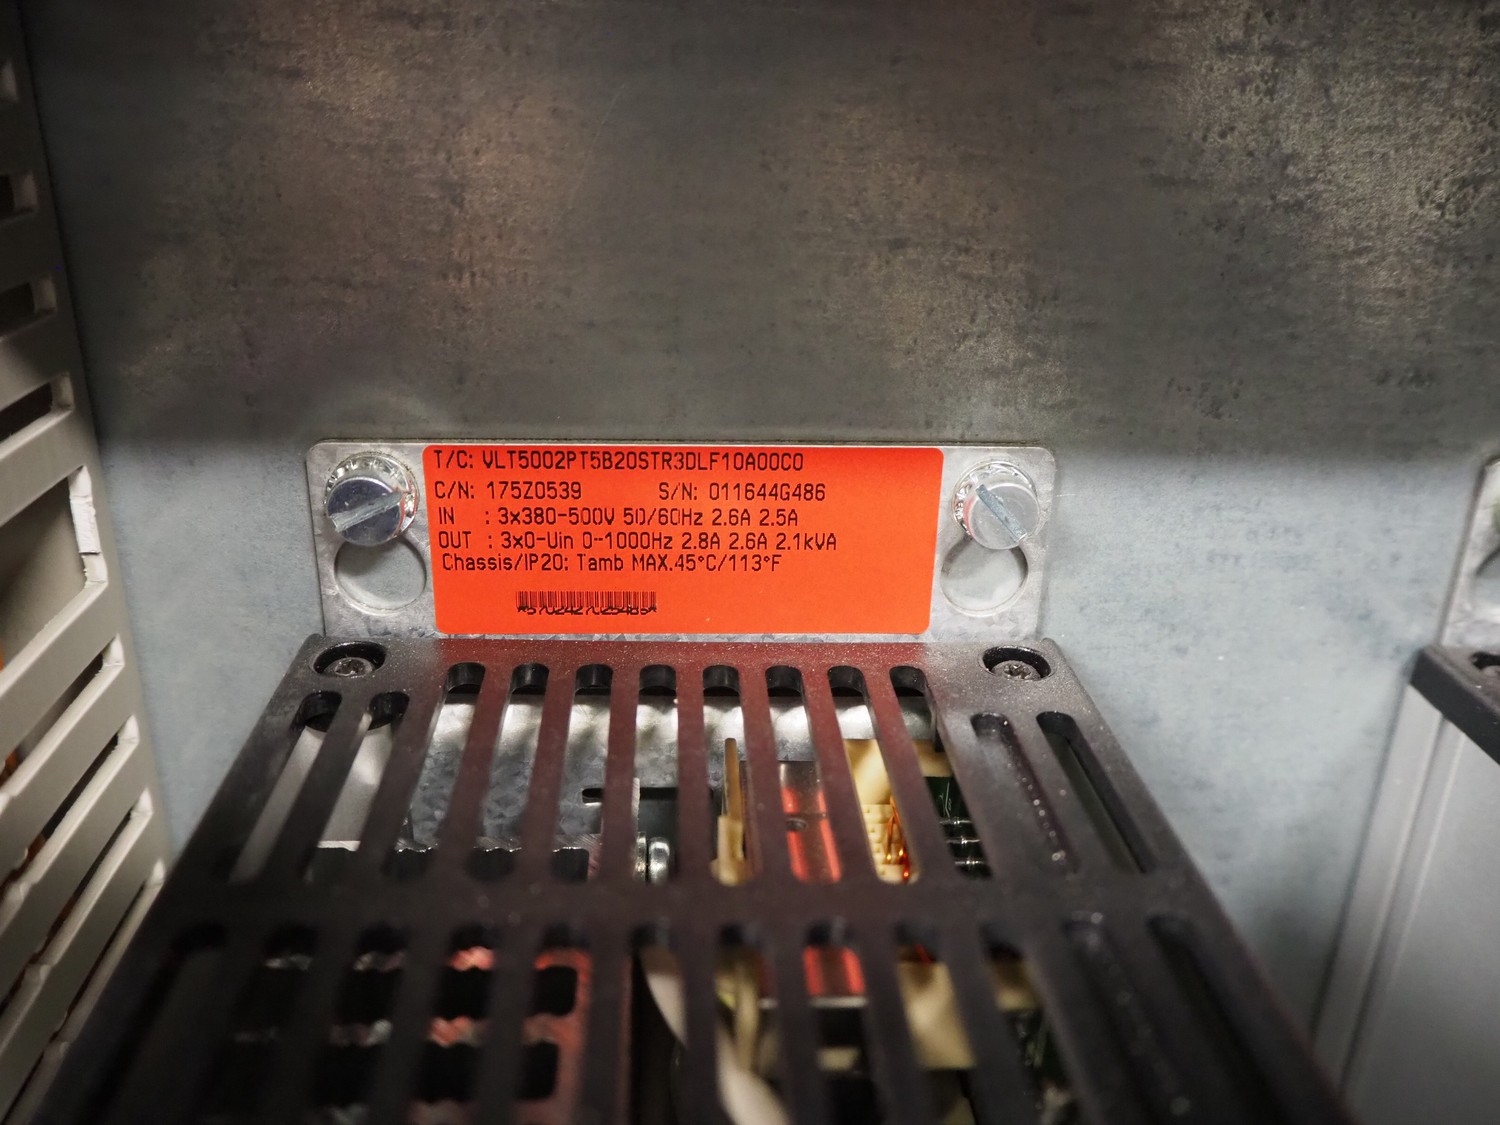 T/C: VLT5002PT5B20STR3DLF10A00C0
C/N: 175Z0539 S/N: 011644G486
IN : 3x380-500V 50/60Hz 2.6A 2.5A
OUT : 3x0-Uin 0-1000Hz 2.8A 2.6A 2.1kVA
Chassis/IP20: Tamb MAX.45°C/113°F